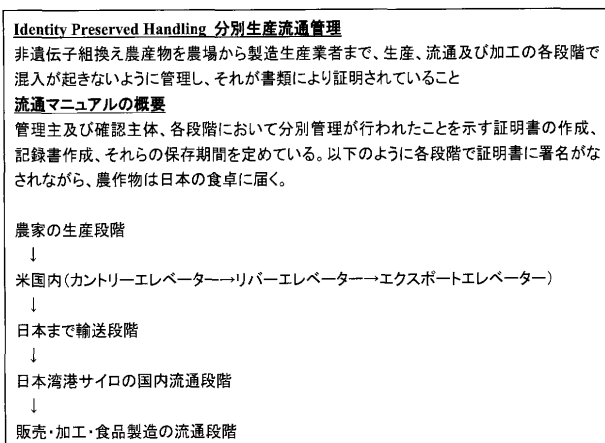 Identity Preserved Handling 分別生産流通管理
非遺伝子組換え農産物を農場から製造生産業者まで、生産、流通及び加工の各段階で
混入が起きないように管理し、それが書類により証明されていること
流通マニュアルの概要
管理主及び確認主体、各段階において分別管理が行われたことを示す証明書の作成、
記録書作成、それらの保存期間を定めている。以下のように各段階で証明書に署名がな
されながら、農作物は日本の食卓に届く。
農家の生産段階
↓
米国内(カントリーエレベーター→リバーエレベーター→エクスポートエレベーター)
↓
日本まで輸送段階
↓
日本湾港サイロの国内流通段階
↓
販売・加工・食品製造の流通段階